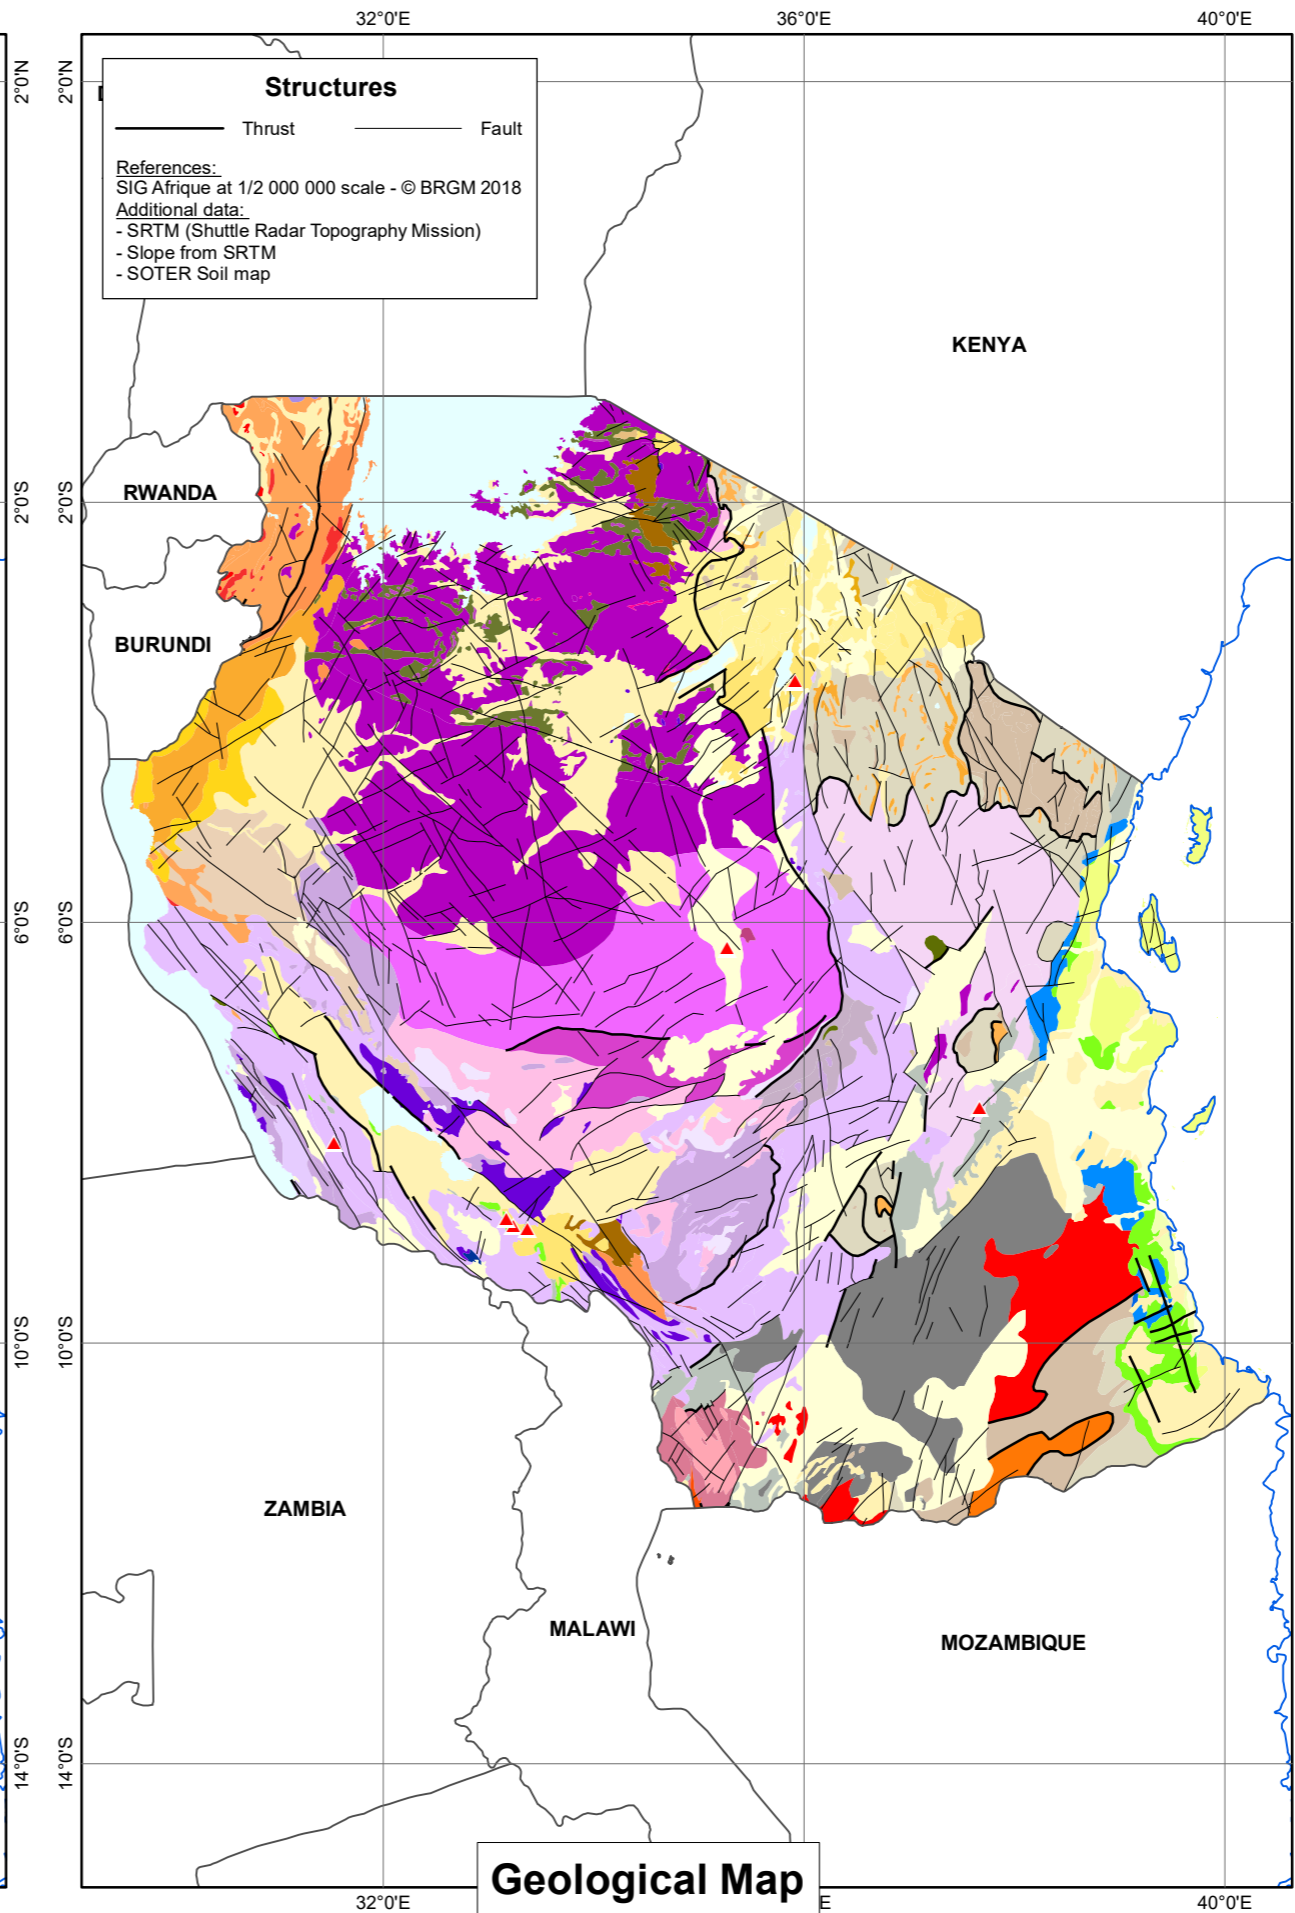 32°0'E
36°0'E
40°0'E
2°0'N
2°0'N
Structures
Thrust
Fault
References:
SIG Afrique at 1/2 000 000 scale - © BRGM 2018
Additional data:
- SRTM (Shuttle Radar Topography Mission)
- Slope from SRTM
- SOTER Soil map
KENYA
RWANDA
2°0'S
2°0'S
BURUNDI
6°0'S
6°0'S
10°0'S
10°0'S
ZAMBIA
MALAWI
MOZAMBIQUE
14°0'S
14°0'S
Geological Map
32°0'E
E
40°0'E